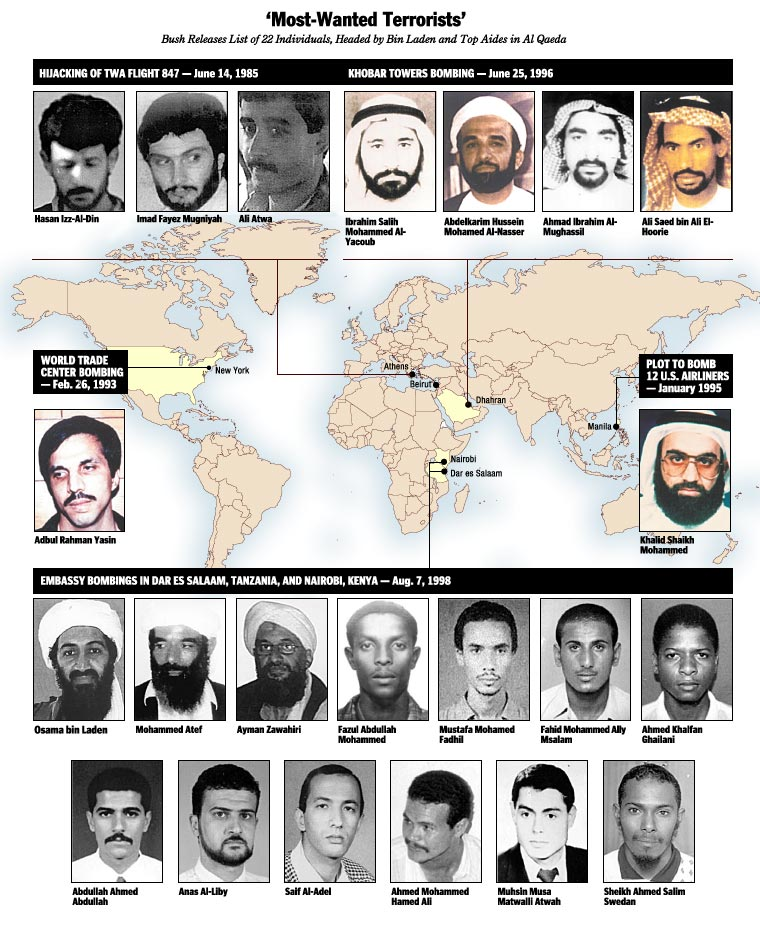 ‘Most-Wanted Terrorists’
Bush Releases List of 22 Individuals, Headed by Bin Laden and Top Aides in Al Qaeda
HIJACKING OF TWA FLIGHT 847 — June 14, 1985
KHOBAR TOWERS BOMBING — June 25, 1996
Hasan Izz-Al-Din
Imad Fayez Mugniyah
Ali Atwa
Ibrahim Salih
Mohammed Al-
Yacoub
Abdelkarim Hussein
Mohamed Al-Nasser
Ahmad Ibrahim Al-
Mughassil
Ali Saed bin Ali El-
Hoorie
WORLD TRADE
CENTER BOMBING
— Feb. 26, 1993
New York
Athens
Beirut
Dhahran
Manila
Nairobi
Dar es Salaam
PLOT TO BOMB
12 U.S. AIRLINERS
— January 1995
Adbul Rahman Yasin
Khalid Shaikh
Mohammed
EMBASSY BOMBINGS IN DAR ES SALAAM, TANZANIA, AND NAIROBI, KENYA — Aug. 7, 1998
Osama bin Laden
Mohammed Atef
Ayman Zawahiri
Fazul Abdullah
Mohammed
Mustafa Mohamed
Fadhil
Fahid Mohammed Ally
Msalam
Ahmed Khalfan
Ghailani
Abdullah Ahmed
Abdullah
Anas Al-Liby
Saif Al-Adel
Ahmed Mohammed
Hamed Ali
Muhsin Musa
Matwalli Atwah
Sheikh Ahmed Salim
Swedan